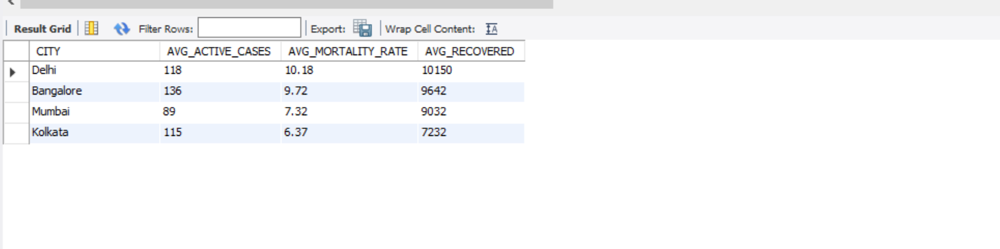 Result Grid Filter Rows: Export: Wrap Cell Content: IA
CITY AVG_ACTIVE_CASES AVG_MORTALITY_RATE AVG_RECOVERED
Delhi 118 10.18 10150
Bangalore 136 9.72 9642
Mumbai 89 7.32 9032
Kolkata 115 6.37 7232